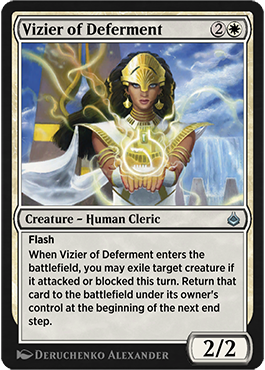 Vizier of Deferment 2
Creature – Human Cleric
Flash
When Vizier of Deferment enters the
battlefield, you may exile target creature if
it attacked or blocked this turn. Return that
card to the battlefield under its owner's
control at the beginning of the next end
step.
Deruchenko Alexander 2/2